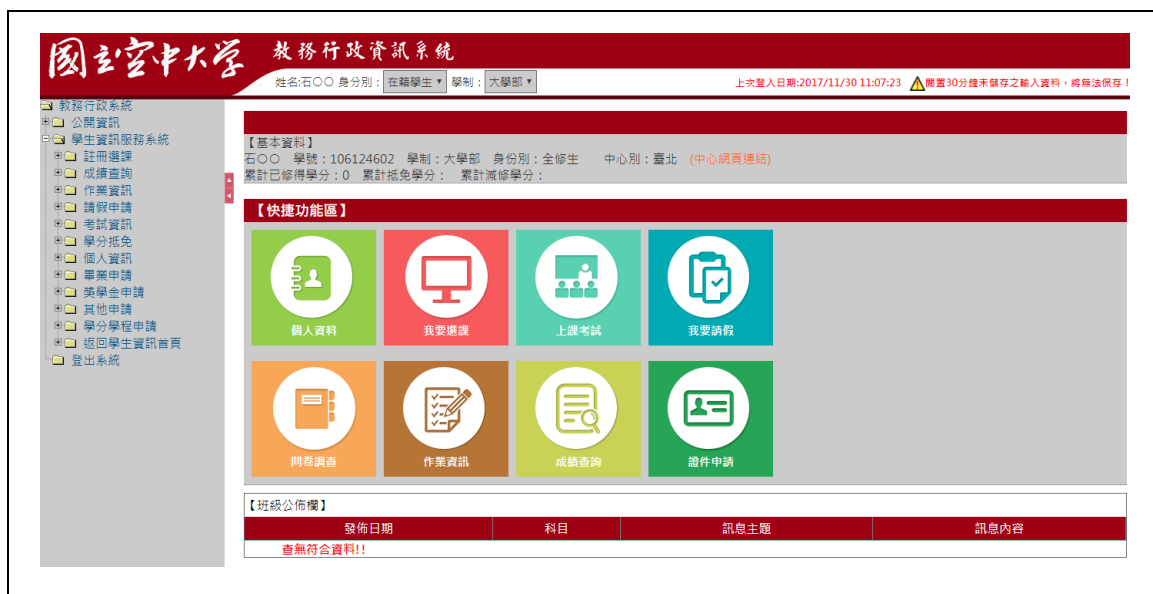 國立空中大学 教務行政資訊系統
姓名:石○○ 身分別: 在籍學生 學制: 大學部 上次登入日期:2017/11/30 11:07:23 閒置30分鐘未儲存之輸入資料,將無法保存!
教務行政系統
公開資訊
學生資訊服務系統
註冊選課
成績查詢
作業資訊
請假申請
考試資訊
學分抵免
個人資訊
畢業申請
獎學金申請
其他申請
學分學程申請
返回學生資訊首頁
登出系統
【基本資料】
石○○ 學號:106124602 學制:大學部 身份別:全修生 中心別:臺北 (中心網頁連結)
累計已修得學分:0 累計抵免學分: 累計減修學分:
【快捷功能區】
個人資料 我要選課 上課考試 我要請假
問卷調查 作業資訊 成績查詢 證件申請
【班級公佈欄】
發佈日期 科目 訊息主題 訊息內容
查無符合資料!!